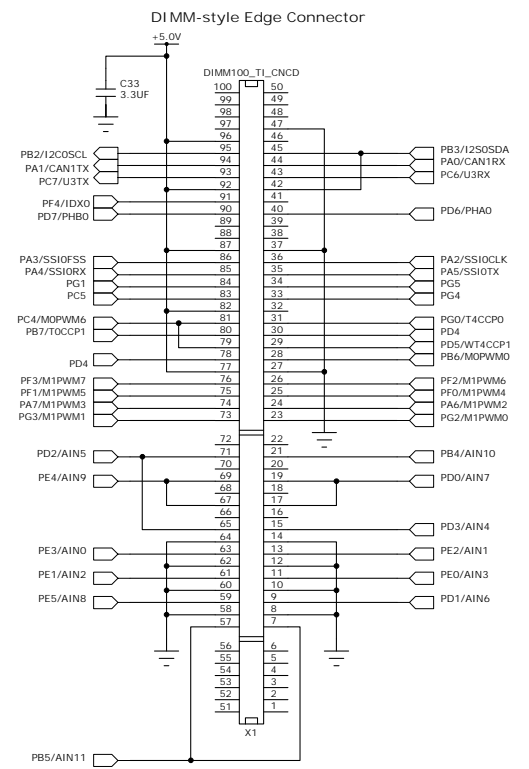 DIMM-style Edge Connector
+5.0V
C33
3.3UF
DIMM100_TI_CNCD
100 50
99 49
98 48
97 47
96 46
PB2/I2C0SCL 95 45 PB3/I2S0SDA
PA1/CAN1TX 94 44 PA0/CAN1RX
PC7/U3TX 93 43 PC6/U3RX
92 42
PF4/IDX0 91 41
PD7/PHB0 90 40 PD6/PHA0
89 39
88 38
87 37
PA3/SSI0FSS 86 36 PA2/SSI0CLK
PA4/SSI0RX 85 35 PA5/SSI0TX
PG1 84 34 PG5
PC5 83 33 PG4
82 32
PC4/M0PWM6 81 31 PG0/T4CCP0
PB7/T0CCP1 80 30 PD4
79 29 PD5/WT4CCP1
PD4 78 28 PB6/M0PWM0
77 27
PF3/M1PWM7 76 26 PF2/M1PWM6
PF1/M1PWM5 75 25 PF0/M1PWM4
PA7/M1PWM3 74 24 PA6/M1PWM2
PG3/M1PWM1 73 23 PG2/M1PWM0
72 22
PD2/AIN5 71 21 PB4/AIN10
70 20
PE4/AIN9 69 19 PD0/AIN7
68 18
67 17
66 16
65 15 PD3/AIN4
64 14
PE3/AIN0 63 13 PE2/AIN1
62 12
PE1/AIN2 61 11 PE0/AIN3
60 10
PE5/AIN8 59 9 PD1/AIN6
58 8
57 7
56 6
55 5
54 4
53 3
52 2
51 1
X1
PB5/AIN11